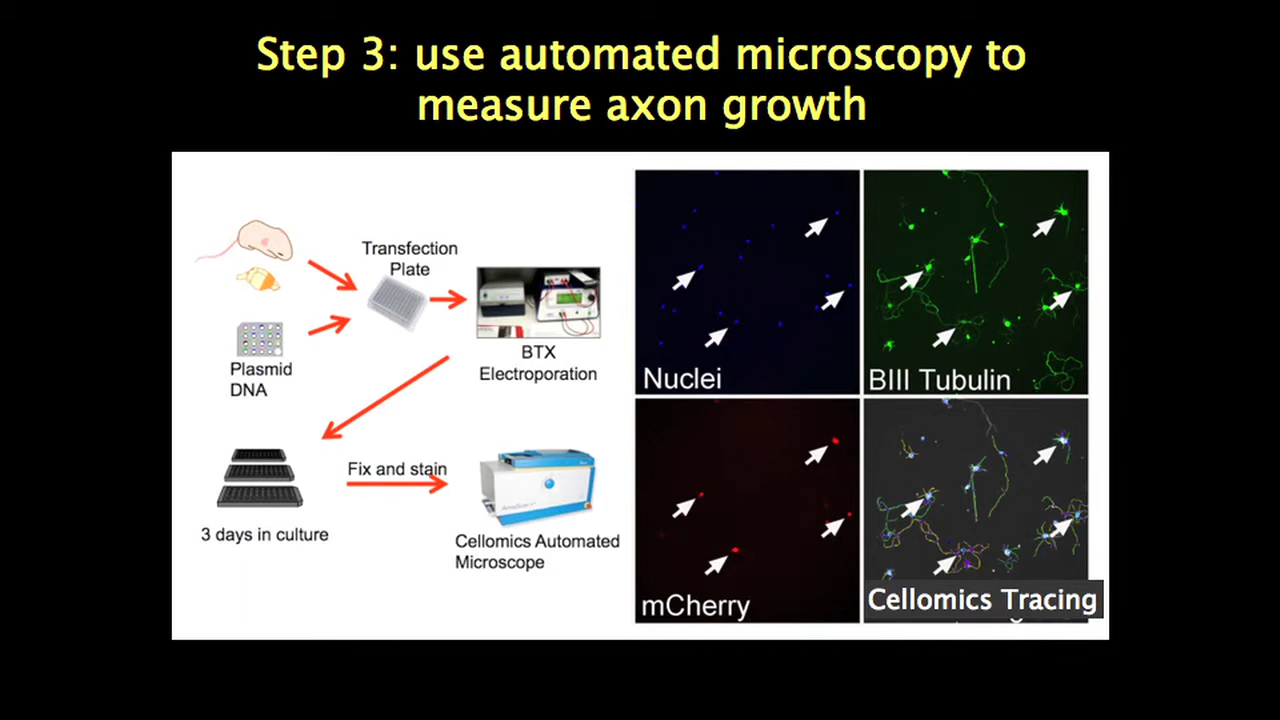 Step 3: use automated microscopy to
measure axon growth
Transfection
Plate
Plasmid
DNA
BTX
Electroporation
Fix and stain
3 days in culture
Cellomics Automated
Microscope
Nuclei
BIII Tubulin
mCherry
Cellomics Tracing